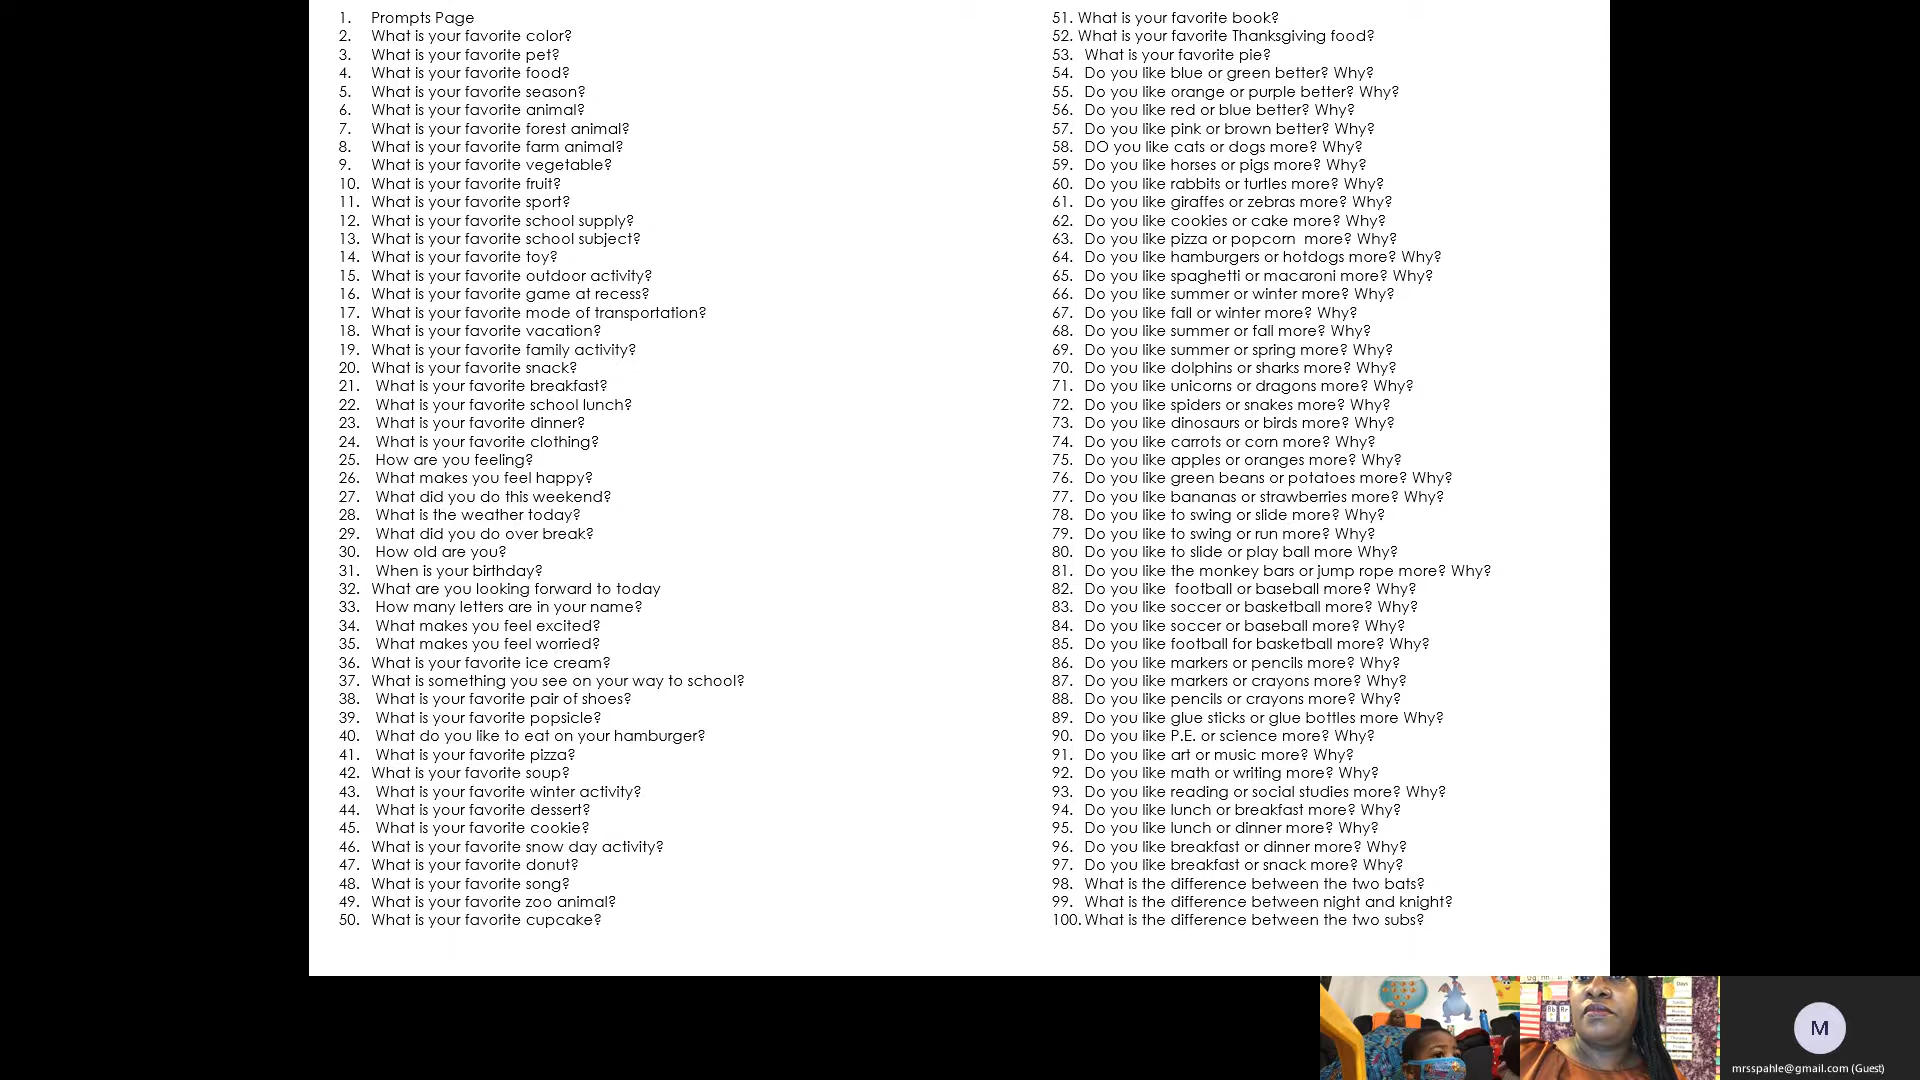 1. Prompts Page
2. What is your favorite color?
3. What is your favorite pet?
4. What is your favorite food?
5. What is your favorite season?
6. What is your favorite animal?
7. What is your favorite forest animal?
8. What is your favorite farm animal?
9. What is your favorite vegetable?
10. What is your favorite fruit?
11. What is your favorite sport?
12. What is your favorite school supply?
13. What is your favorite school subject?
14. What is your favorite toy?
15. What is your favorite outdoor activity?
16. What is your favorite game at recess?
17. What is your favorite mode of transportation?
18. What is your favorite vacation?
19. What is your favorite family activity?
20. What is your favorite snack?
21. What is your favorite breakfast?
22. What is your favorite school lunch?
23. What is your favorite dinner?
24. What is your favorite clothing?
25. How are you feeling?
26. What makes you feel happy?
27. What did you do this weekend?
28. What is the weather today?
29. What did you do over break?
30. How old are you?
31. When is your birthday?
32. What are you looking forward to today
33. How many letters are in your name?
34. What makes you feel excited?
35. What makes you feel worried?
36. What is your favorite ice cream?
37. What is something you see on your way to school?
38. What is your favorite pair of shoes?
39. What is your favorite popsicle?
40. What do you like to eat on your hamburger?
41. What is your favorite pizza?
42. What is your favorite soup?
43. What is your favorite winter activity?
44. What is your favorite dessert?
45. What is your favorite cookie?
46. What is your favorite snow day activity?
47. What is your favorite donut?
48. What is your favorite song?
49. What is your favorite zoo animal?
50. What is your favorite cupcake?
51. What is your favorite book?
52. What is your favorite Thanksgiving food?
53. What is your favorite pie?
54. Do you like blue or green better? Why?
55. Do you like orange or purple better? Why?
56. Do you like red or blue better? Why?
57. Do you like pink or brown better? Why?
58. DO you like cats or dogs more? Why?
59. Do you like horses or pigs more? Why?
60. Do you like rabbits or turtles more? Why?
61. Do you like giraffes or zebras more? Why?
62. Do you like cookies or cake more? Why?
63. Do you like pizza or popcorn more? Why?
64. Do you like hamburgers or hotdogs more? Why?
65. Do you like spaghetti or macaroni more? Why?
66. Do you like summer or winter more? Why?
67. Do you like fall or winter more? Why?
68. Do you like summer or fall more? Why?
69. Do you like summer or spring more? Why?
70. Do you like dolphins or sharks more? Why?
71. Do you like unicorns or dragons more? Why?
72. Do you like spiders or snakes more? Why?
73. Do you like dinosaurs or birds more? Why?
74. Do you like carrots or corn more? Why?
75. Do you like apples or oranges more? Why?
76. Do you like green beans or potatoes more? Why?
77. Do you like bananas or strawberries more? Why?
78. Do you like to swing or slide more? Why?
79. Do you like to swing or run more? Why?
80. Do you like to slide or play ball more Why?
81. Do you like the monkey bars or jump rope more? Why?
82. Do you like football or baseball more? Why?
83. Do you like soccer or basketball more? Why?
84. Do you like soccer or baseball more? Why?
85. Do you like football for basketball more? Why?
86. Do you like markers or pencils more? Why?
87. Do you like markers or crayons more? Why?
88. Do you like pencils or crayons more? Why?
89. Do you like glue sticks or glue bottles more Why?
90. Do you like P.E. or science more? Why?
91. Do you like art or music more? Why?
92. Do you like math or writing more? Why?
93. Do you like reading or social studies more? Why?
94. Do you like lunch or breakfast more? Why?
95. Do you like lunch or dinner more? Why?
96. Do you like breakfast or dinner more? Why?
97. Do you like breakfast or snack more? Why?
98. What is the difference between the two bats?
99. What is the difference between night and knight?
100. What is the difference between the two subs?
Days
M
mrsspahle@gmail.com (Guest)